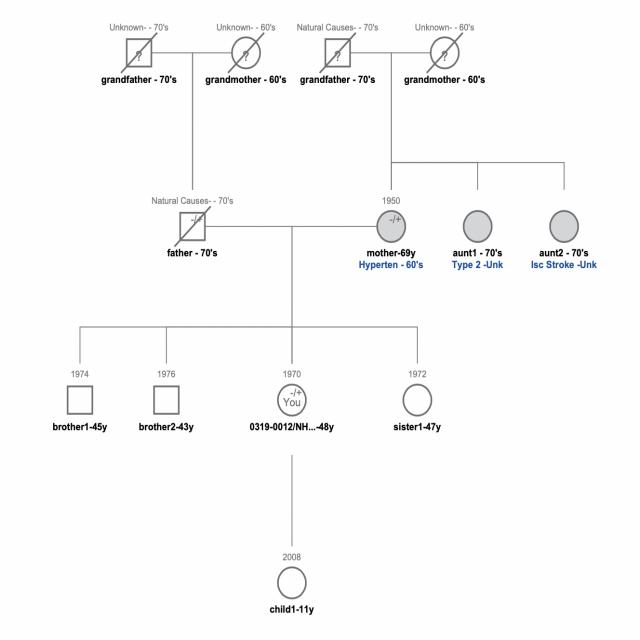 Unknown- - 70's
Unknown- - 60's
Natural Causes- - 70's
Unknown- - 60's
?
?
?
?
grandfather - 70's
grandmother - 60's
grandfather - 70's
grandmother - 60's
Natural Causes- - 70's
1950
-/+
-/+
father - 70's
mother-69y
aunt1 - 70's
aunt2 - 70's
Hyperten - 60's
Type 2 -Unk
Isc Stroke -Unk
1974
1976
1970
1972
-/+
You
brother1-45y
brother2-43y
0319-0012/NH...-48y
sister1-47y
2008
child1-11y